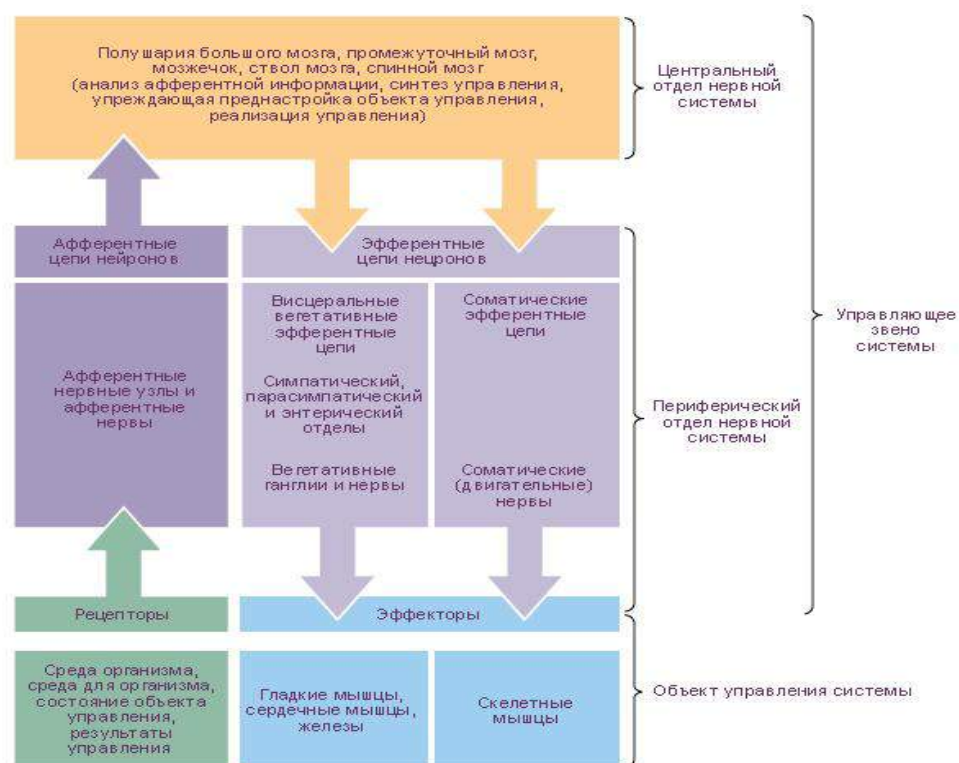 Полушария большого мозга, промежуточный мозг,
мозжечок, ствол мозга, спинной мозг
(анализ афферентной информации, синтез управления,
упреждающая преднастройка объекта управления,
реализация управления)
Центральный
отдел нервной
системы
Афферентные
цепи нейронов
Эфферентные
цепи нецронов
Афферентные
нервные узлы и
афферентные
нервы
Висцеральные
вегетативные
эфферентные
цепи
Симпатический,
парасимпатический
и энтерический
отделы
Вегетативные
ганглии и нервы
Соматические
эфферентные
цепи
Соматические
(двигательные)
нервы
Периферический
отдел нервной
системы
Управляющее
звено
системы
Рецепторы
Эффекторы
Среда организма,
среда для организма,
состояние объекта
управления,
результаты
управления
Гладкие мышцы,
сердечные мышцы,
железы
Скелетные
мышцы
Объект управления системы